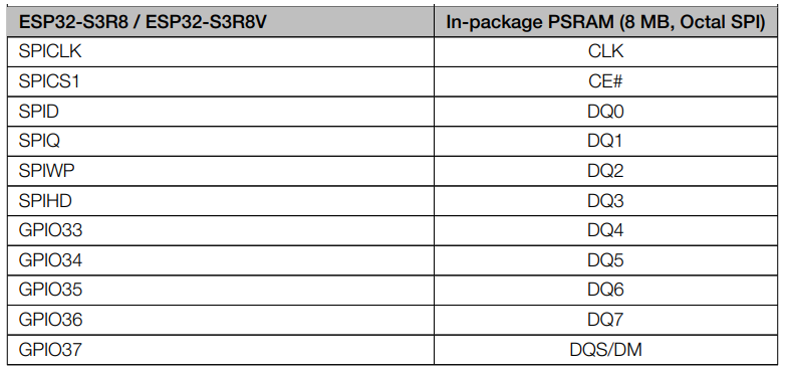 ESP32-S3R8 / ESP32-S3R8V In-package PSRAM (8 MB, Octal SPI)
SPICLK CLK
SPICS1 CE#
SPID DQ0
SPIQ DQ1
SPIWP DQ2
SPIHD DQ3
GPIO33 DQ4
GPIO34 DQ5
GPIO35 DQ6
GPIO36 DQ7
GPIO37 DQS/DM